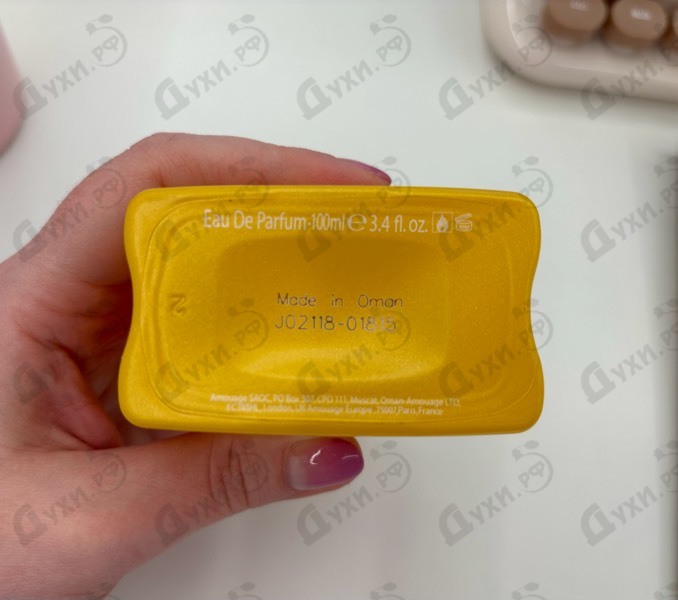 Eau De Parfum 100ml ℮ 3.4 fl. oz.
Made in Oman
J02118-01815
Amouage SAOC, PO Box 307, CPO 111, Muscat, Oman-Amouage LTD,
London, UK Amouage Europe, 75007, Paris, France
Духи.рф